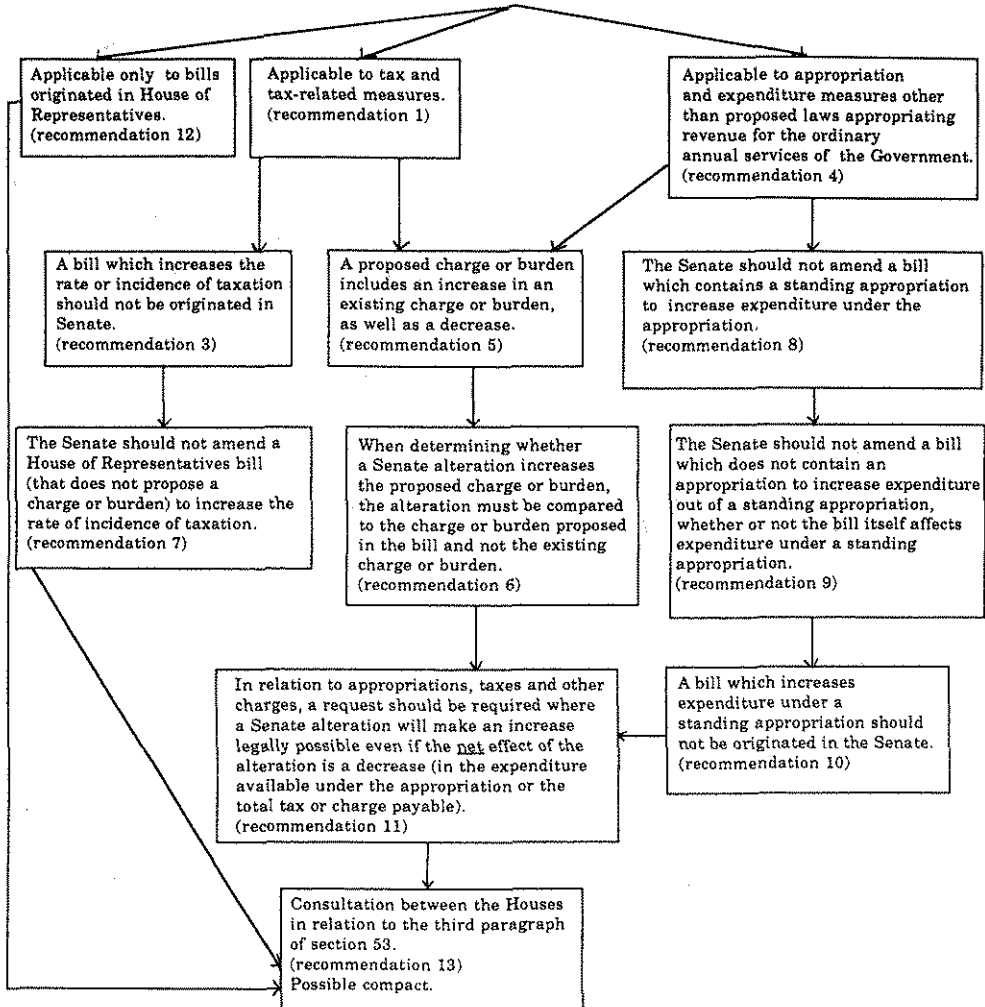 Applicable only to bills
originated in House of
Representatives.
(recommendation 12)
Applicable to tax and
tax-related measures.
(recommendation 1)
Applicable to appropriation
and expenditure measures other
than proposed laws appropriating
revenue for the ordinary
annual services of the Government.
(recommendation 4)
A bill which increases the
rate or incidence of taxation
should not be originated in
Senate.
(recommendation 3)
A proposed charge or burden
includes an increase in an
existing charge or burden,
as well as a decrease.
(recommendation 5)
The Senate should not amend a bill
which contains a standing appropriation
to increase expenditure under the
appropriation.
(recommendation 8)
The Senate should not amend a
House of Representatives bill
(that does not propose a
charge or burden) to increase the
rate of incidence of taxation.
(recommendation 7)
When determining whether
a Senate alteration increases
the proposed charge or burden,
the alteration must be compared
to the charge or burden proposed
in the bill and not the existing
charge or burden.
(recommendation 6)
The Senate should not amend a bill
which does not contain an
appropriation to increase expenditure
out of a standing appropriation,
whether or not the bill itself affects
expenditure under a standing
appropriation.
(recommendation 9)
In relation to appropriations, taxes and other
charges, a request should be required where
a Senate alteration will make an increase
legally possible even if the net effect of the
alteration is a decrease (in the expenditure
available under the appropriation or the
total tax or charge payable).
(recommendation 11)
A bill which increases
expenditure under a
standing appropriation should
not be originated in the Senate.
(recommendation 10)
Consultation between the Houses
in relation to the third paragraph
of section 53.
(recommendation 13)
Possible compact.